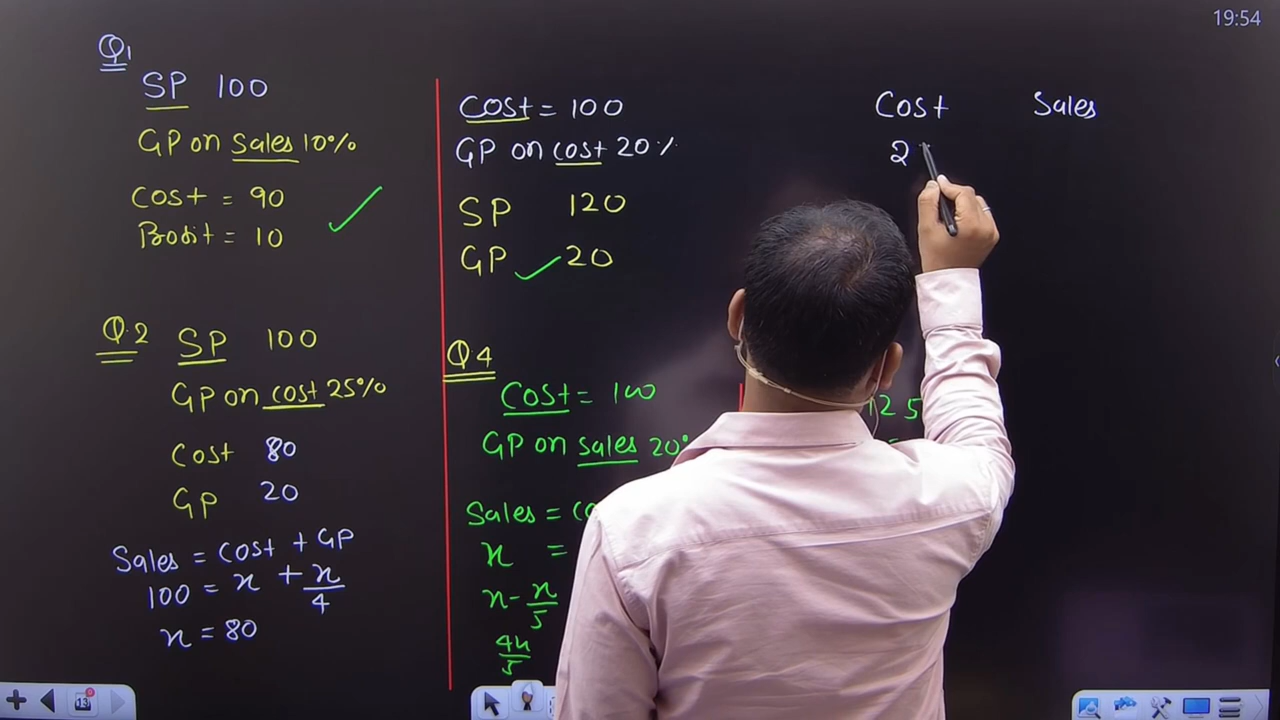 19:54
Q1
SP 100
GP on Sales 10%
Cost = 90
Profit = 10
Q.2 SP 100
GP on cost 25%
Cost 80
GP 20
Sales = Cost + GP
100 = x + x/4
x = 80
Cost = 100
GP on cost 20%
SP 120
GP 20
Q4
Cost = 100
GP on sales 20
Sales =
x =
x - x/5
4x/5
Cost Sales
2
125
=
13